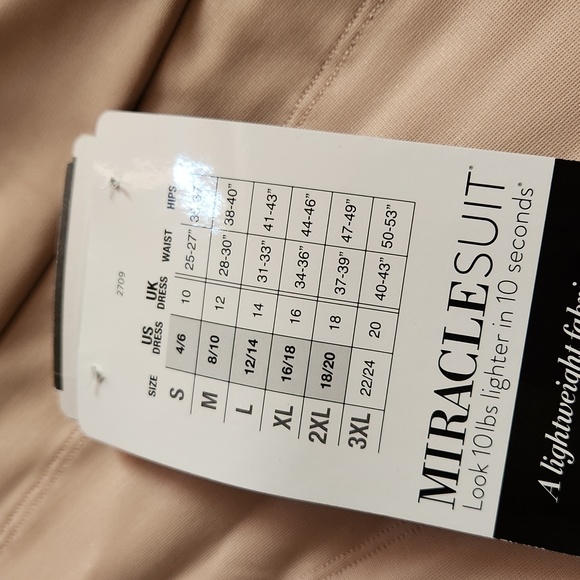 2709
SIZE US DRESS UK DRESS WAIST HIPS
S 4/6 10 25-27"
M 8/10 12 28-30" 38-40"
L 12/14 14 31-33" 41-43"
XL 16/18 16 34-36" 44-46"
2XL 18/20 18 37-39" 47-49"
3XL 22/24 20 40-43" 50-53"
MIRACLESUIT®
Look 10 lbs lighter in 10 seconds®
A lightweight